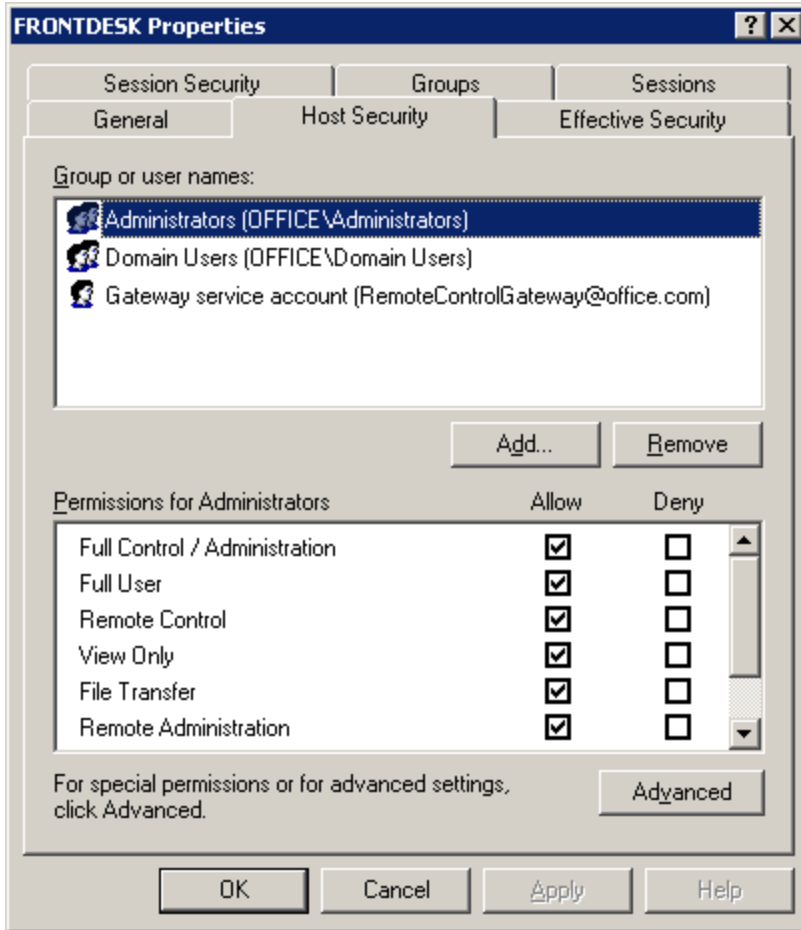 FRONTDESK Properties
Session Security Groups Sessions
General Host Security Effective Security
Group or user names:
Administrators (OFFICE\Administrators)
Domain Users (OFFICE\Domain Users)
Gateway service account (RemoteControlGateway@office.com)
Add... Remove
Permissions for Administrators Allow Deny
Full Control / Administration
Full User
Remote Control
View Only
File Transfer
Remote Administration
For special permissions or for advanced settings,
click Advanced.
Advanced
OK Cancel Apply Help